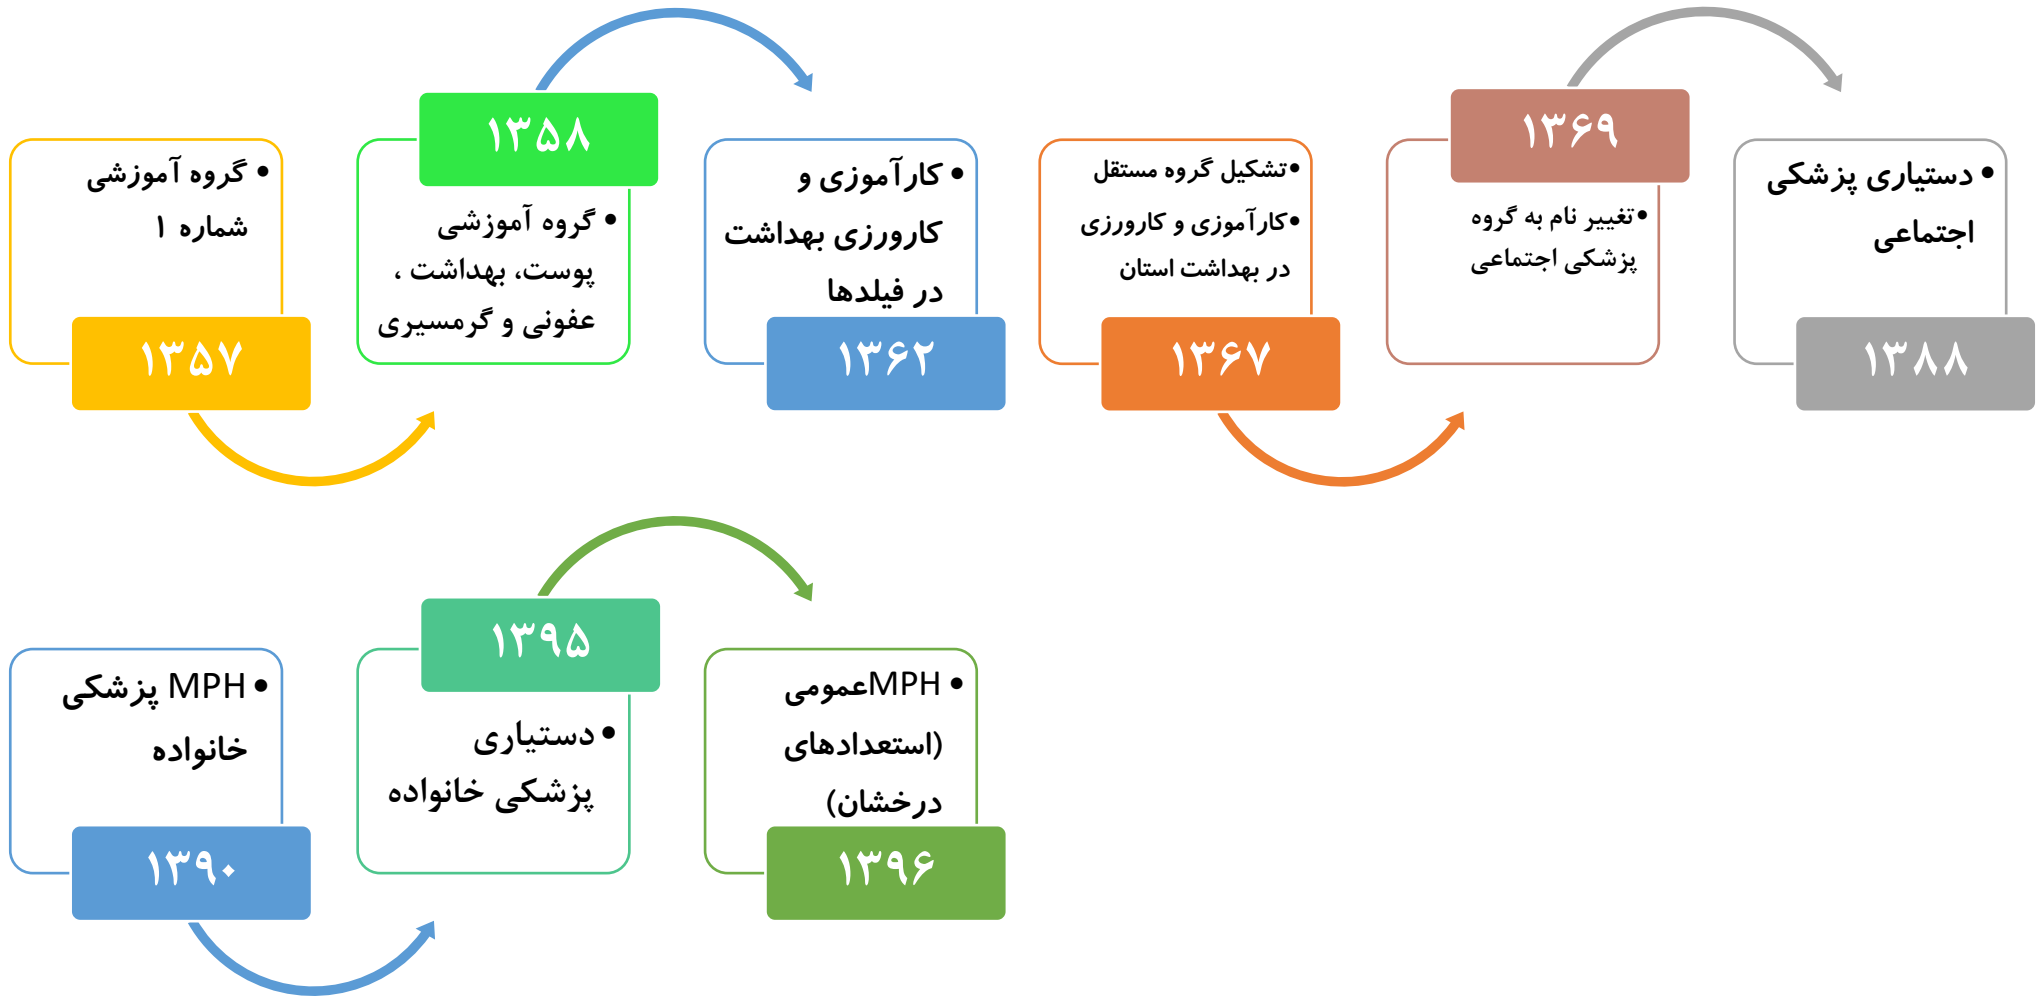 گروه آموزشی
شماره ۱
۱۳۵۷
۱۳۵۸
گروه آموزشی
پوست، بهداشت ،
عفونی و گرمسیری
کارآموزی و
کارورزی بهداشت
در فیلدها
۱۳۶۲
تشکیل گروه مستقل
کارآموزی و کارورزی
در بهداشت استان
۱۳۶۷
۱۳۶۹
تغییر نام به گروه
پزشکی اجتماعی
دستیاری پزشکی
اجتماعی
۱۳۸۸
MPH پزشکی
خانواده
۱۳۹۰
۱۳۹۵
دستیاری
پزشکی خانواده
MPHعمومی
(استعدادهای
درخشان)
۱۳۹۶